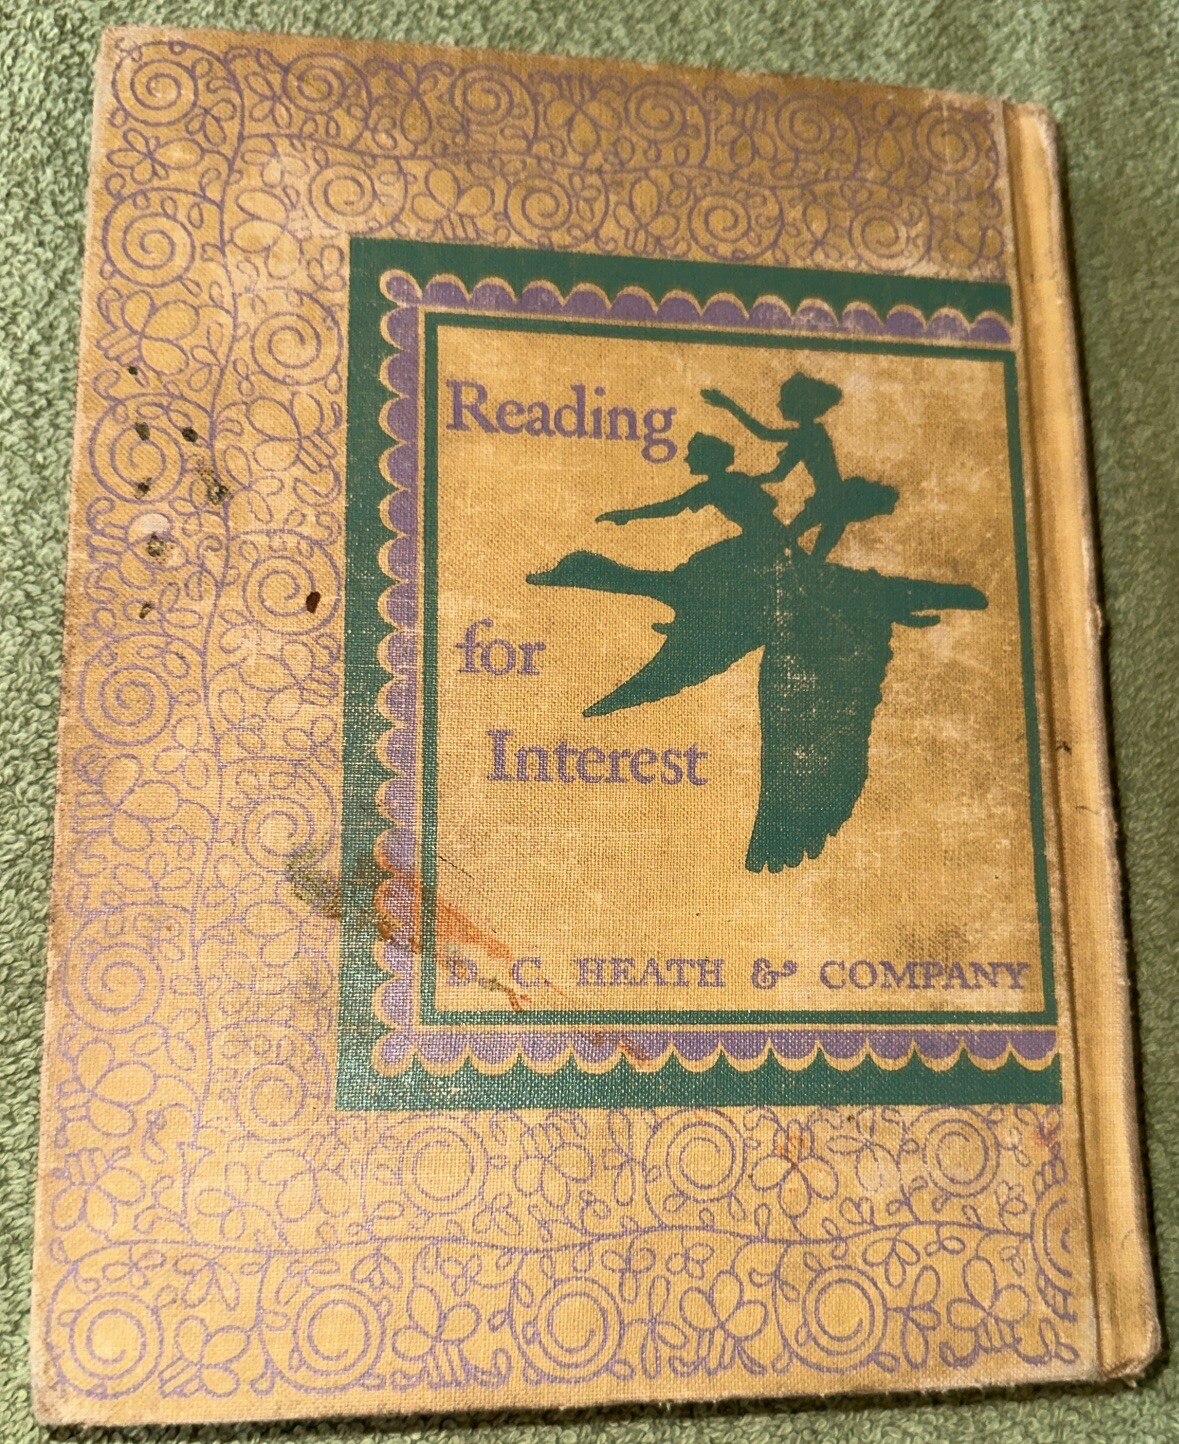 Reading
for
Interest
D. C. HEATH & COMPANY